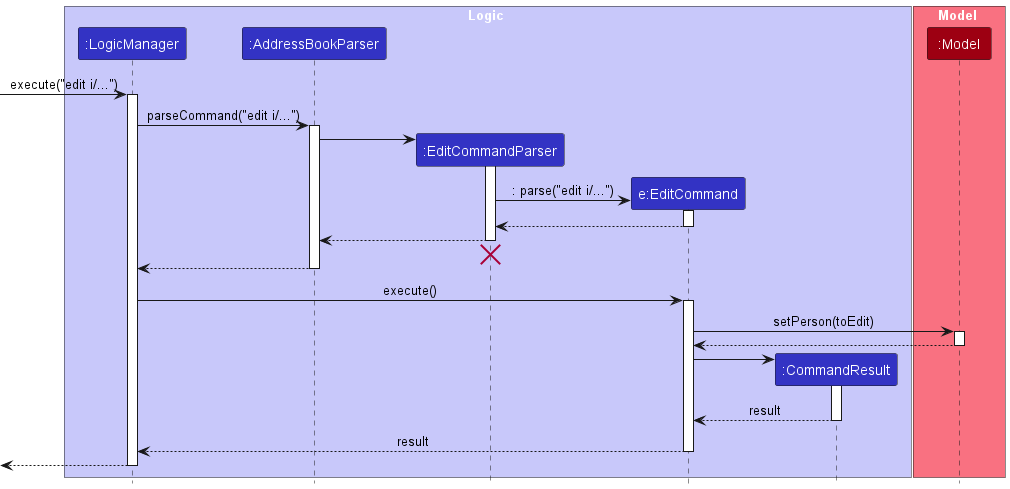 Logic
Model
:LogicManager
:AddressBookParser
:Model
execute("edit i/...")
parseCommand("edit i/...")
:EditCommandParser
: parse("edit i/...")
e:EditCommand
execute()
setPerson(toEdit)
:CommandResult
result
result